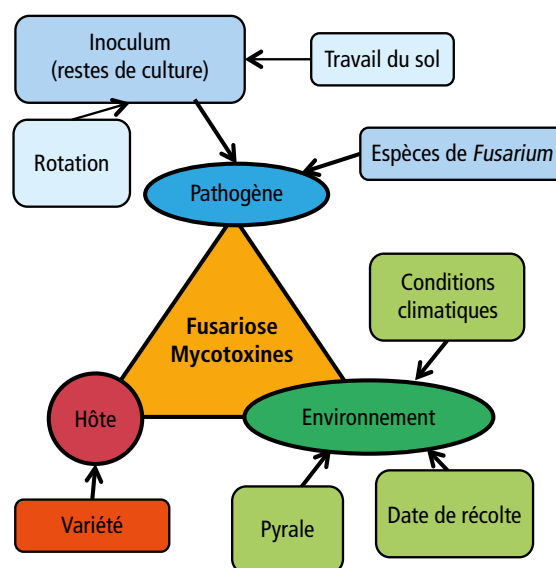 Inoculum
(restes de culture)
Travail du sol
Rotation
Espèces de Fusarium
Pathogène
Conditions
climatiques
Fusariose
Mycotoxines
Hôte
Environnement
Variété
Pyrale
Date de récolte